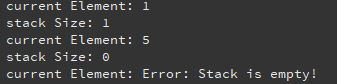 current Element: 1
stack Size: 1
current Element: 5
stack Size: 0
current Element: Error: Stack is empty!